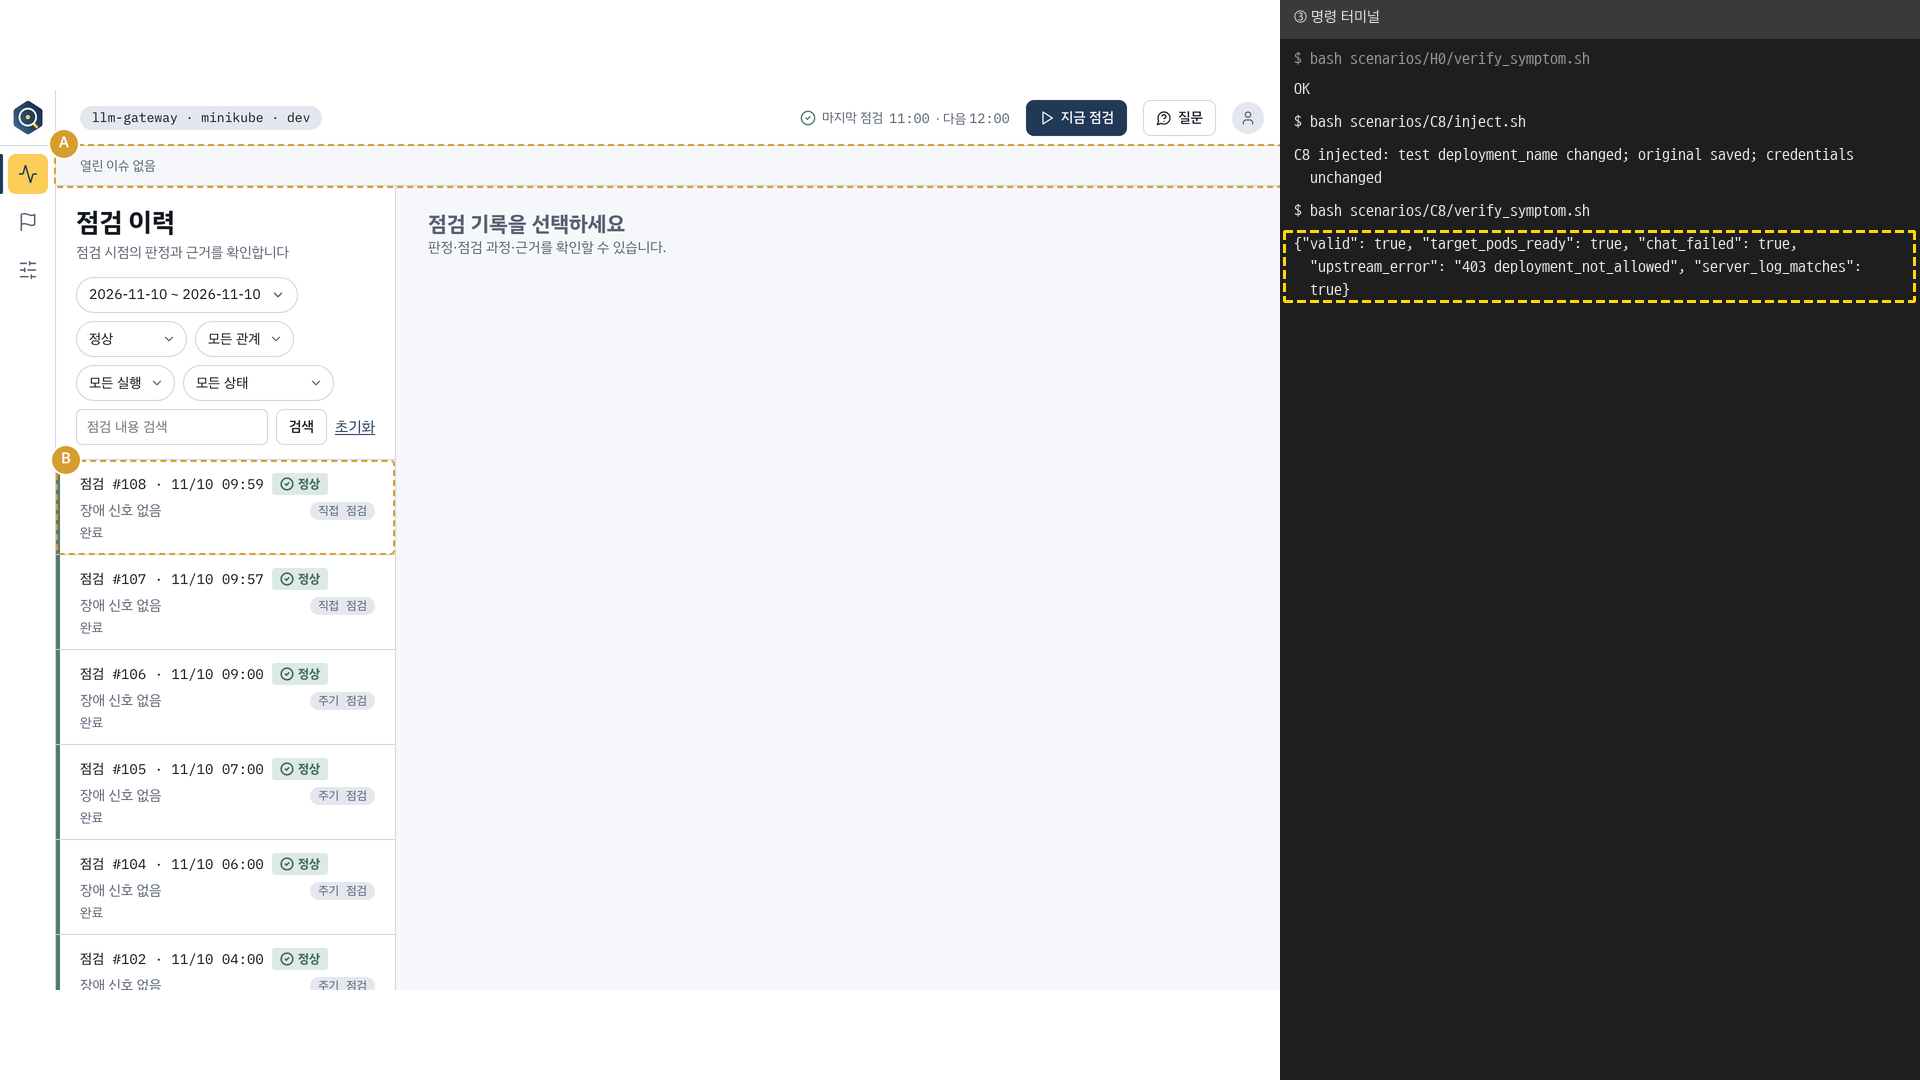 llm-gateway · minikube · dev
마지막 점검 11:00 · 다음 12:00
지금 점검
질문
A
열린 이슈 없음
점검 이력
점검 시점의 판정과 근거를 확인합니다
2026-11-10 ~ 2026-11-10
정상
모든 관계
모든 실행
모든 상태
점검 내용 검색
검색
초기화
B
점검 #108 · 11/10 09:59 정상
장애 신호 없음 직접 점검
완료
점검 #107 · 11/10 09:57 정상
장애 신호 없음 직접 점검
완료
점검 #106 · 11/10 09:00 정상
장애 신호 없음 주기 점검
완료
점검 #105 · 11/10 07:00 정상
장애 신호 없음 주기 점검
완료
점검 #104 · 11/10 06:00 정상
장애 신호 없음 주기 점검
완료
점검 #102 · 11/10 04:00 정상
장애 신호 없음 주기 점검
점검 기록을 선택하세요
판정·점검 과정·근거를 확인할 수 있습니다.
③ 명령 터미널
$ bash scenarios/H0/verify_symptom.sh
OK
$ bash scenarios/C8/inject.sh
C8 injected: test deployment_name changed; original saved; credentials
unchanged
$ bash scenarios/C8/verify_symptom.sh
{"valid": true, "target_pods_ready": true, "chat_failed": true,
"upstream_error": "403 deployment_not_allowed", "server_log_matches":
true}